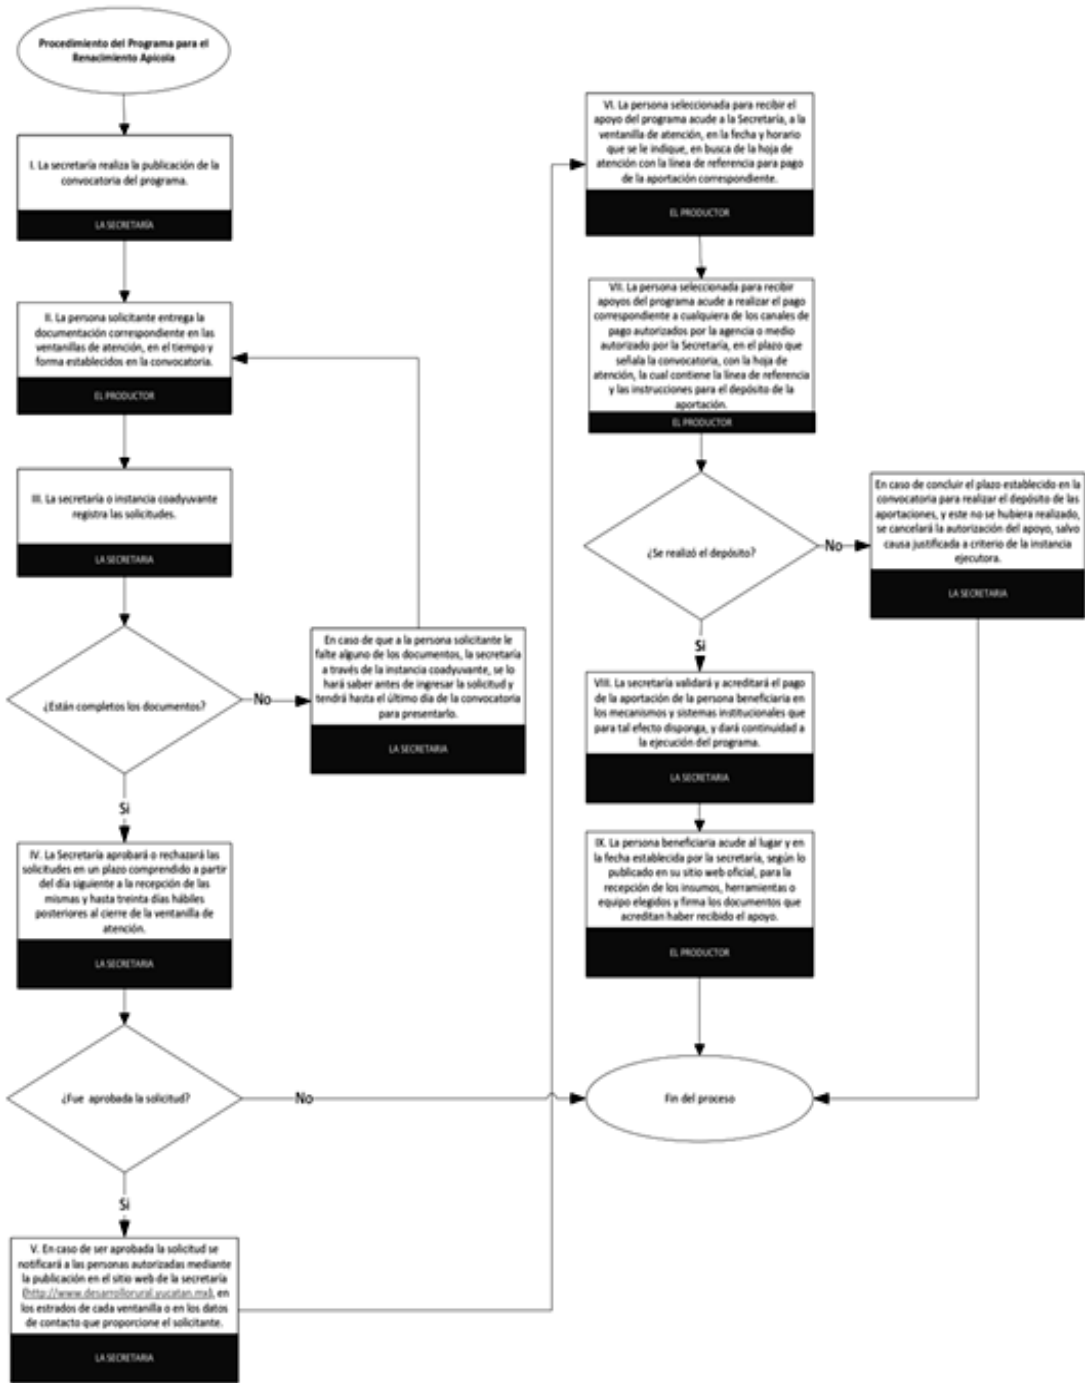 Procedimiento del Programa para el
Renacimiento Apícola
I. La secretaría realiza la publicación de la
convocatoria del programa.
LA SECRETARÍA
II. La persona solicitante entrega la
documentación correspondiente en las
ventanillas de atención, en el tiempo y
forma establecidos en la convocatoria.
EL PRODUCTOR
III. La secretaría o instancia coadyuvante
registra las solicitudes.
LA SECRETARIA
¿Están completos los documentos?
No
En caso de que a la persona solicitante le
falte alguno de los documentos, la secretaría
a través de la instancia coadyuvante, se lo
hará saber antes de ingresar la solicitud y
tendrá hasta el último día de la convocatoria
para presentarlo.
LA SECRETARIA
Si
IV. La Secretaría aprobará o rechazará las
solicitudes en un plazo comprendido a partir
del día siguiente a la recepción de las
mismas y hasta treinta días hábiles
posteriores al cierre de la ventanilla de
atención.
LA SECRETARIA
¿Fue aprobada la solicitud?
No
Si
V. En caso de ser aprobada la solicitud se
notificará a las personas autorizadas mediante
la publicación en el sitio web de la secretaría
(http://www.desarrollorural.yucatan.mx), en
los estrados de cada ventanilla o en los datos
de contacto que proporcione el solicitante.
LA SECRETARIA
VI. La persona seleccionada para recibir el
apoyo del programa acude a la Secretaría, a la
ventanilla de atención, en la fecha y horario
que se le indique, en busca de la hoja de
atención con la línea de referencia para pago
de la aportación correspondiente.
EL PRODUCTOR
VII. La persona seleccionada para recibir
apoyos del programa acude a realizar el pago
correspondiente a cualquiera de los canales de
pago autorizados por la agencia o medio
autorizado por la Secretaría, en el plazo que
señala la convocatoria, con la hoja de
atención, la cual contiene la línea de referencia
y las instrucciones para el depósito de la
aportación.
EL PRODUCTOR
¿Se realizó el depósito?
No
En caso de concluir el plazo establecido en la
convocatoria para realizar el depósito de las
aportaciones, y este no se hubiera realizado,
se cancelará la autorización del apoyo, salvo
causa justificada a criterio de la instancia
ejecutora.
LA SECRETARIA
Si
VIII. La secretaría validará y acreditará el pago
de la aportación de la persona beneficiaria
en los mecanismos y sistemas institucionales que
para tal efecto disponga, y dará continuidad a
la ejecución del programa.
LA SECRETARIA
IX. La persona beneficiaria acude al lugar y en
la fecha establecida por la secretaría, según lo
publicado en su sitio web oficial, para la
recepción de los insumos, herramientas o
equipo elegidos y firma los documentos que
acreditan haber recibido el apoyo.
EL PRODUCTOR
Fin del proceso